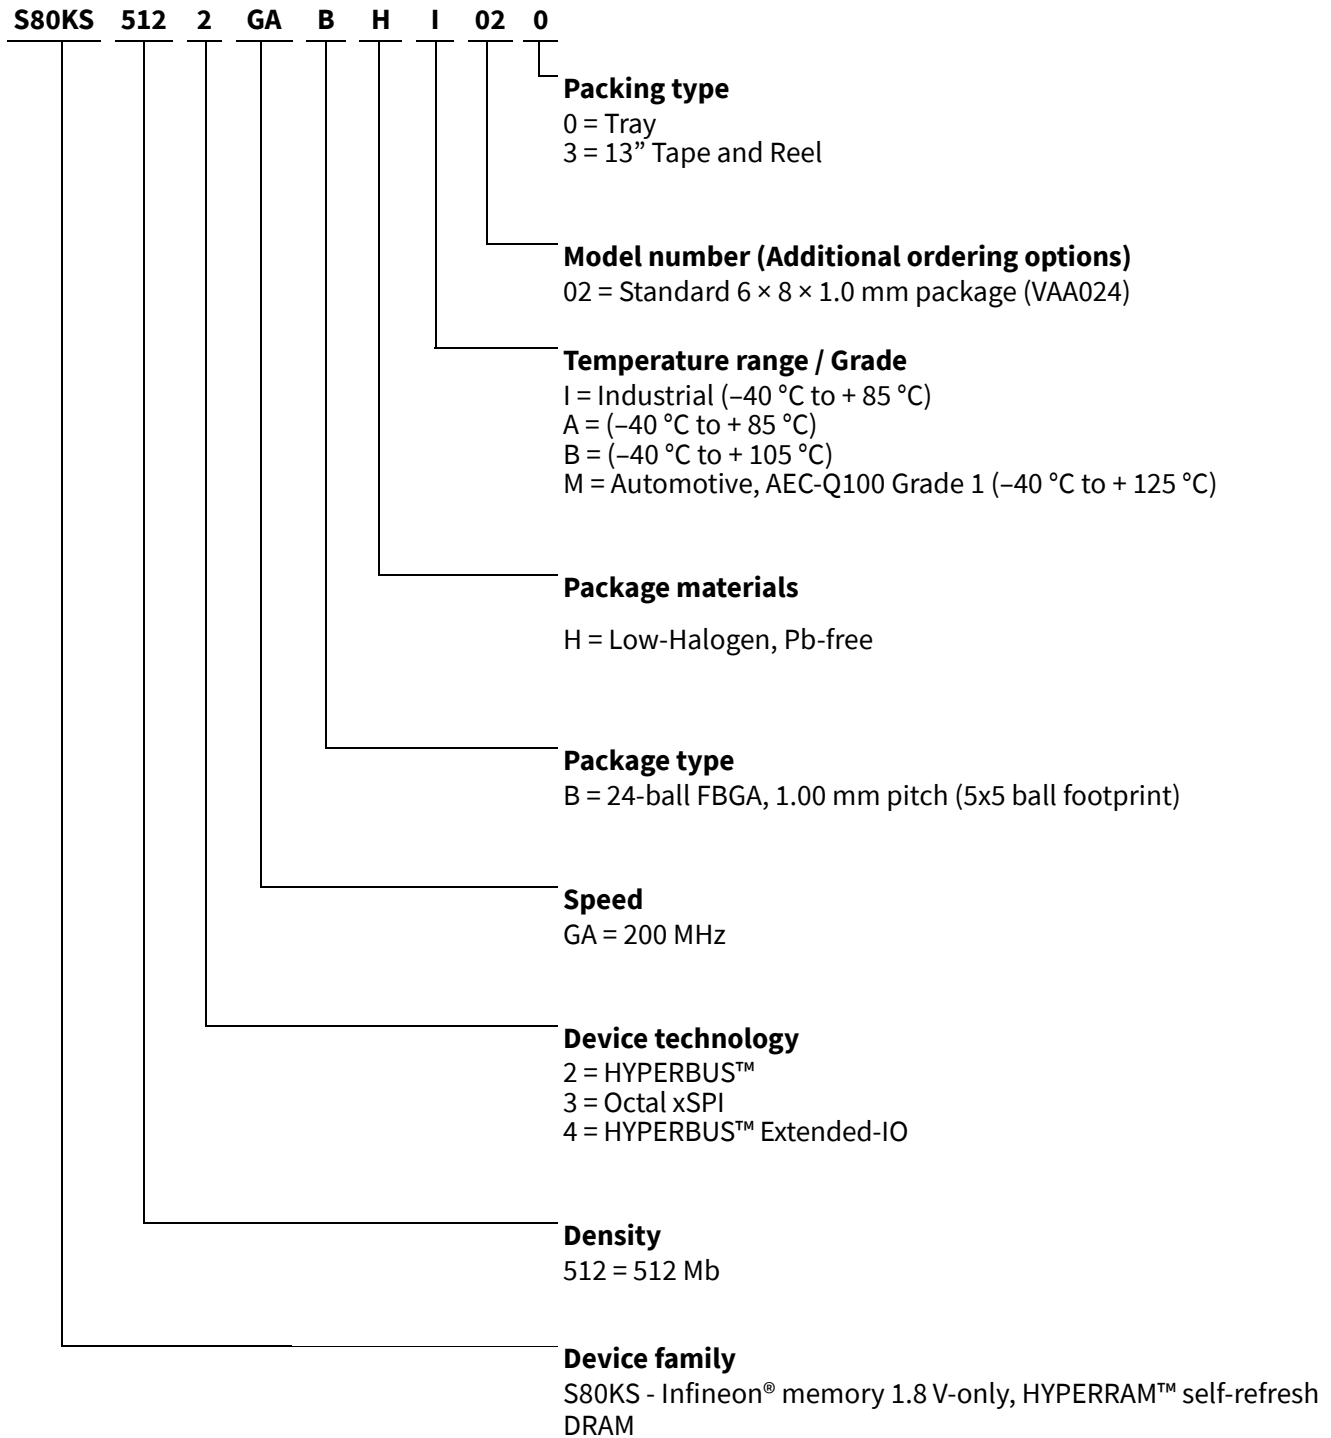 S80KS 512 2 GA B H I 02 0
Packing type
0 = Tray
3 = 13” Tape and Reel
Model number (Additional ordering options)
02 = Standard 6 × 8 × 1.0 mm package (VAA024)
Temperature range / Grade
I = Industrial (–40 °C to + 85 °C)
A = (–40 °C to + 85 °C)
B = (–40 °C to + 105 °C)
M = Automotive, AEC-Q100 Grade 1 (–40 °C to + 125 °C)
Package materials
H = Low-Halogen, Pb-free
Package type
B = 24-ball FBGA, 1.00 mm pitch (5x5 ball footprint)
Speed
GA = 200 MHz
Device technology
2 = HYPERBUS™
3 = Octal xSPI
4 = HYPERBUS™ Extended-IO
Density
512 = 512 Mb
Device family
S80KS - Infineon® memory 1.8 V-only, HYPERRAM™ self-refresh
DRAM